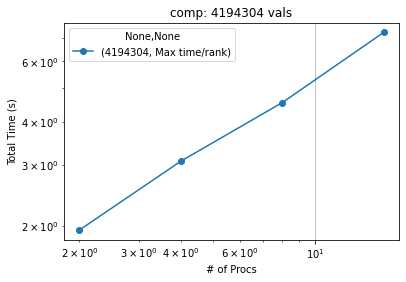 comp: 4194304 vals
None,None
(4194304, Max time/rank)
Total Time (s)
6 × 10⁰
4 × 10⁰
3 × 10⁰
2 × 10⁰
2 × 10⁰ 3 × 10⁰ 4 × 10⁰ 6 × 10⁰ 10¹
# of Procs